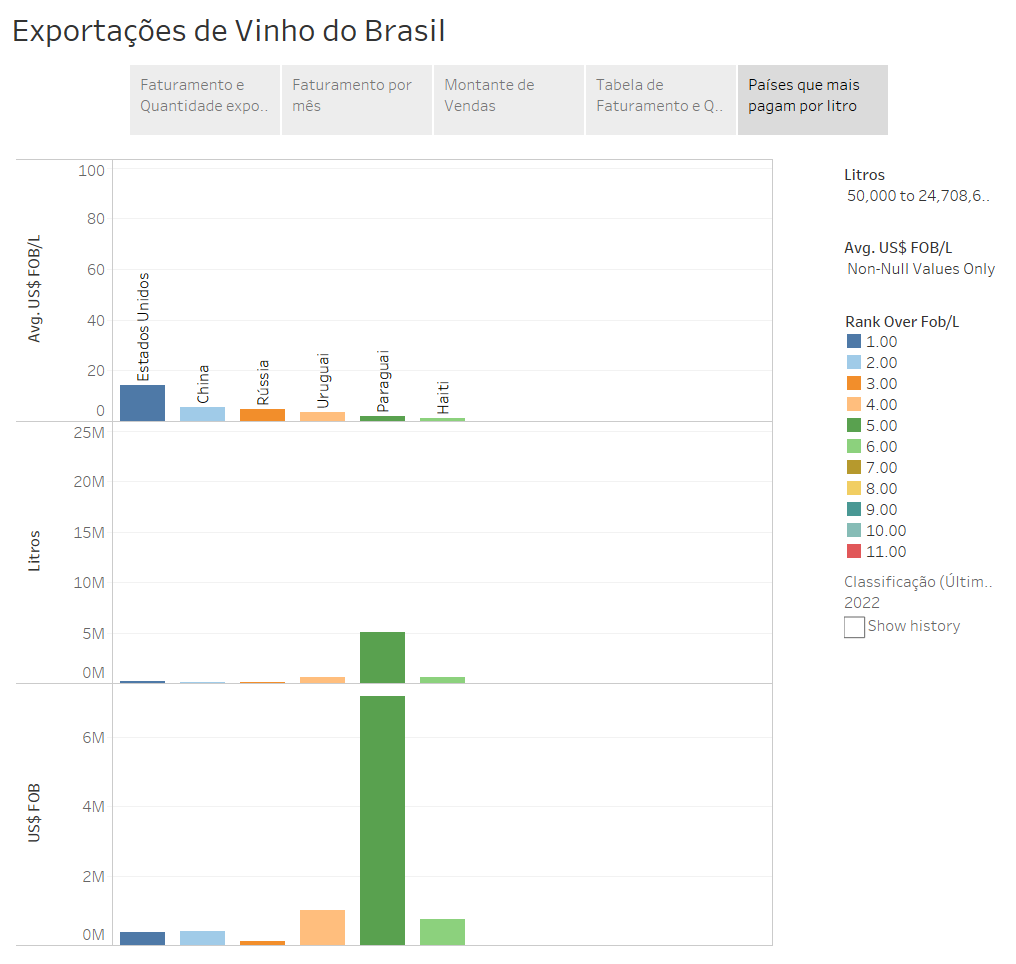 Exportações de Vinho do Brasil
Faturamento e
Quantidade expo..
Faturamento por
mês
Montante de
Vendas
Tabela de
Faturamento e Q..
Países que mais
pagam por litro
Avg. US$ FOB/L
100
80
60
40
20
0
Estados Unidos
China
Rússia
Uruguai
Paraguai
Haiti
Litros
25M
20M
15M
10M
5M
0M
US$ FOB
6M
4M
2M
0M
Litros
50,000 to 24,708,6..
Avg. US$ FOB/L
Non-Null Values Only
Rank Over Fob/L
1.00
2.00
3.00
4.00
5.00
6.00
7.00
8.00
9.00
10.00
11.00
Classificação (Últim..
2022
Show history